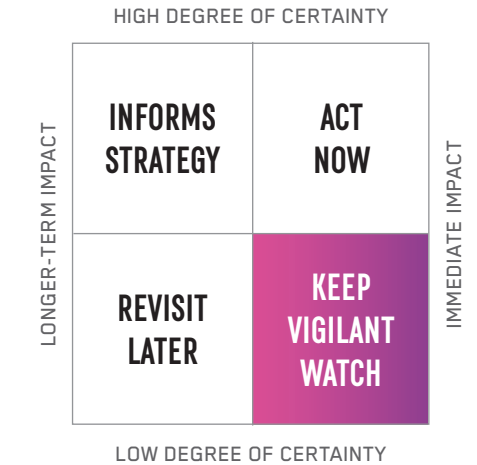 HIGH DEGREE OF CERTAINTY
LONGER-TERM IMPACT
INFORMS
STRATEGY
ACT
NOW
REVISIT
LATER
KEEP
VIGILANT
WATCH
IMMEDIATE IMPACT
LOW DEGREE OF CERTAINTY